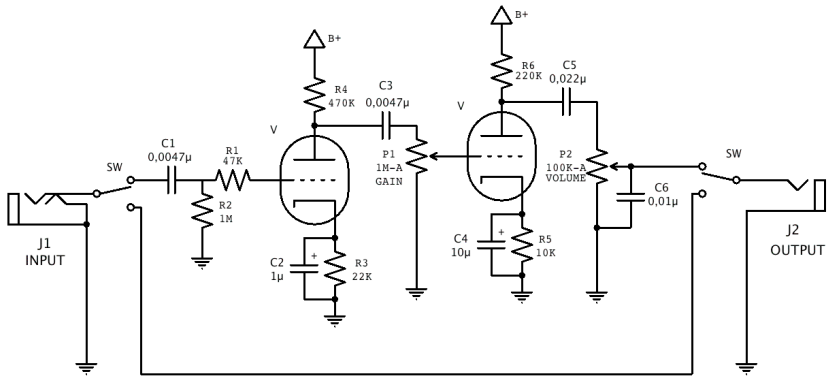 B+
B+
R4
470K
C3
0,0047µ
R6
220K
C5
0,022µ
V
V
C1
0,0047µ
R1
47K
SW
R2
1M
P1
1M-A
GAIN
P2
100K-A
VOLUME
SW
C6
0,01µ
J1
INPUT
C2
1µ
+
R3
22K
C4
10µ
+
R5
10K
J2
OUTPUT